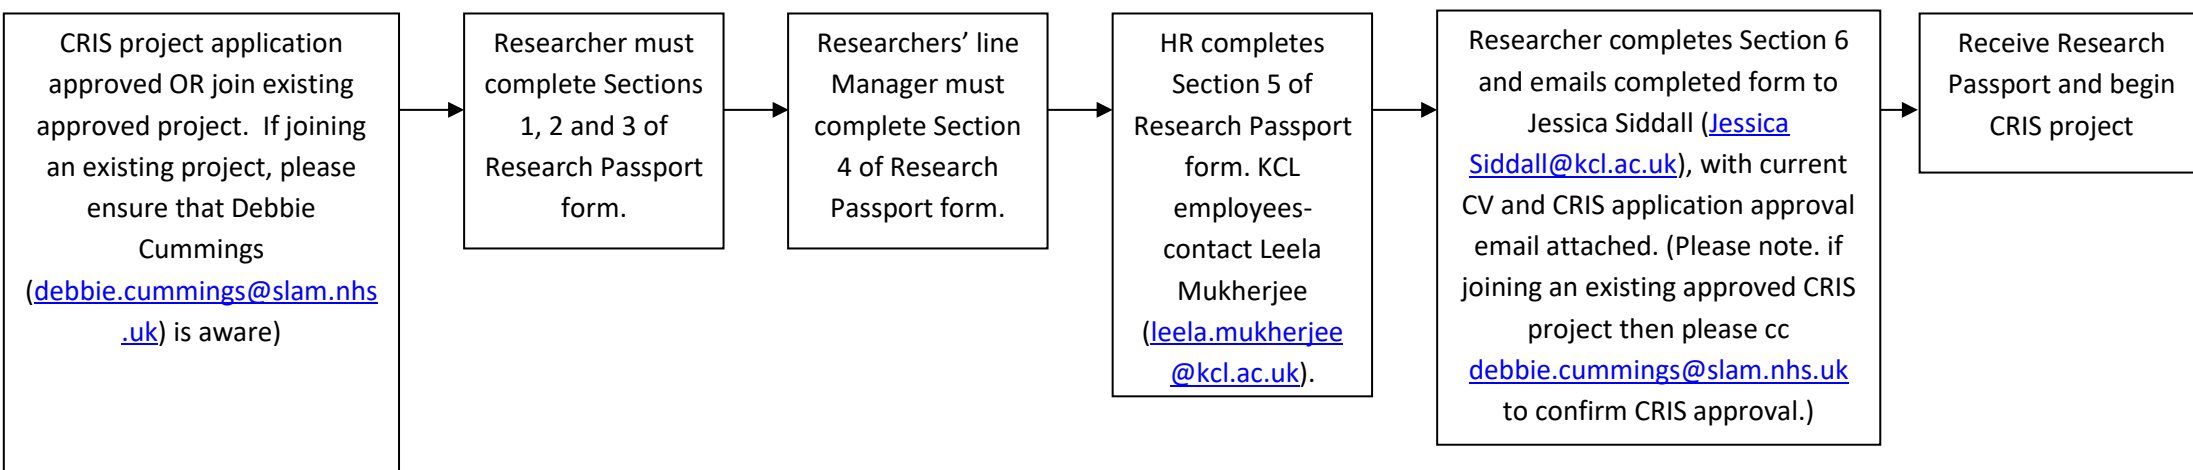 CRIS project application
approved OR join existing
approved project.  If joining
an existing project, please
ensure that Debbie
Cummings
(debbie.cummings@slam.nhs
.uk) is aware)
Researcher must
complete Sections
1, 2 and 3 of
Research Passport
form.
Researchers’ line
Manager must
complete Section
4 of Research
Passport form.
HR completes
Section 5 of
Research Passport
form. KCL
employees-
contact Leela
Mukherjee
(leela.mukherjee
@kcl.ac.uk).
Researcher completes Section 6
and emails completed form to
Jessica Siddall (Jessica
Siddall@kcl.ac.uk), with current
CV and CRIS application approval
email attached. (Please note. if
joining an existing approved CRIS
project then please cc
debbie.cummings@slam.nhs.uk
to confirm CRIS approval.)
Receive Research
Passport and begin
CRIS project